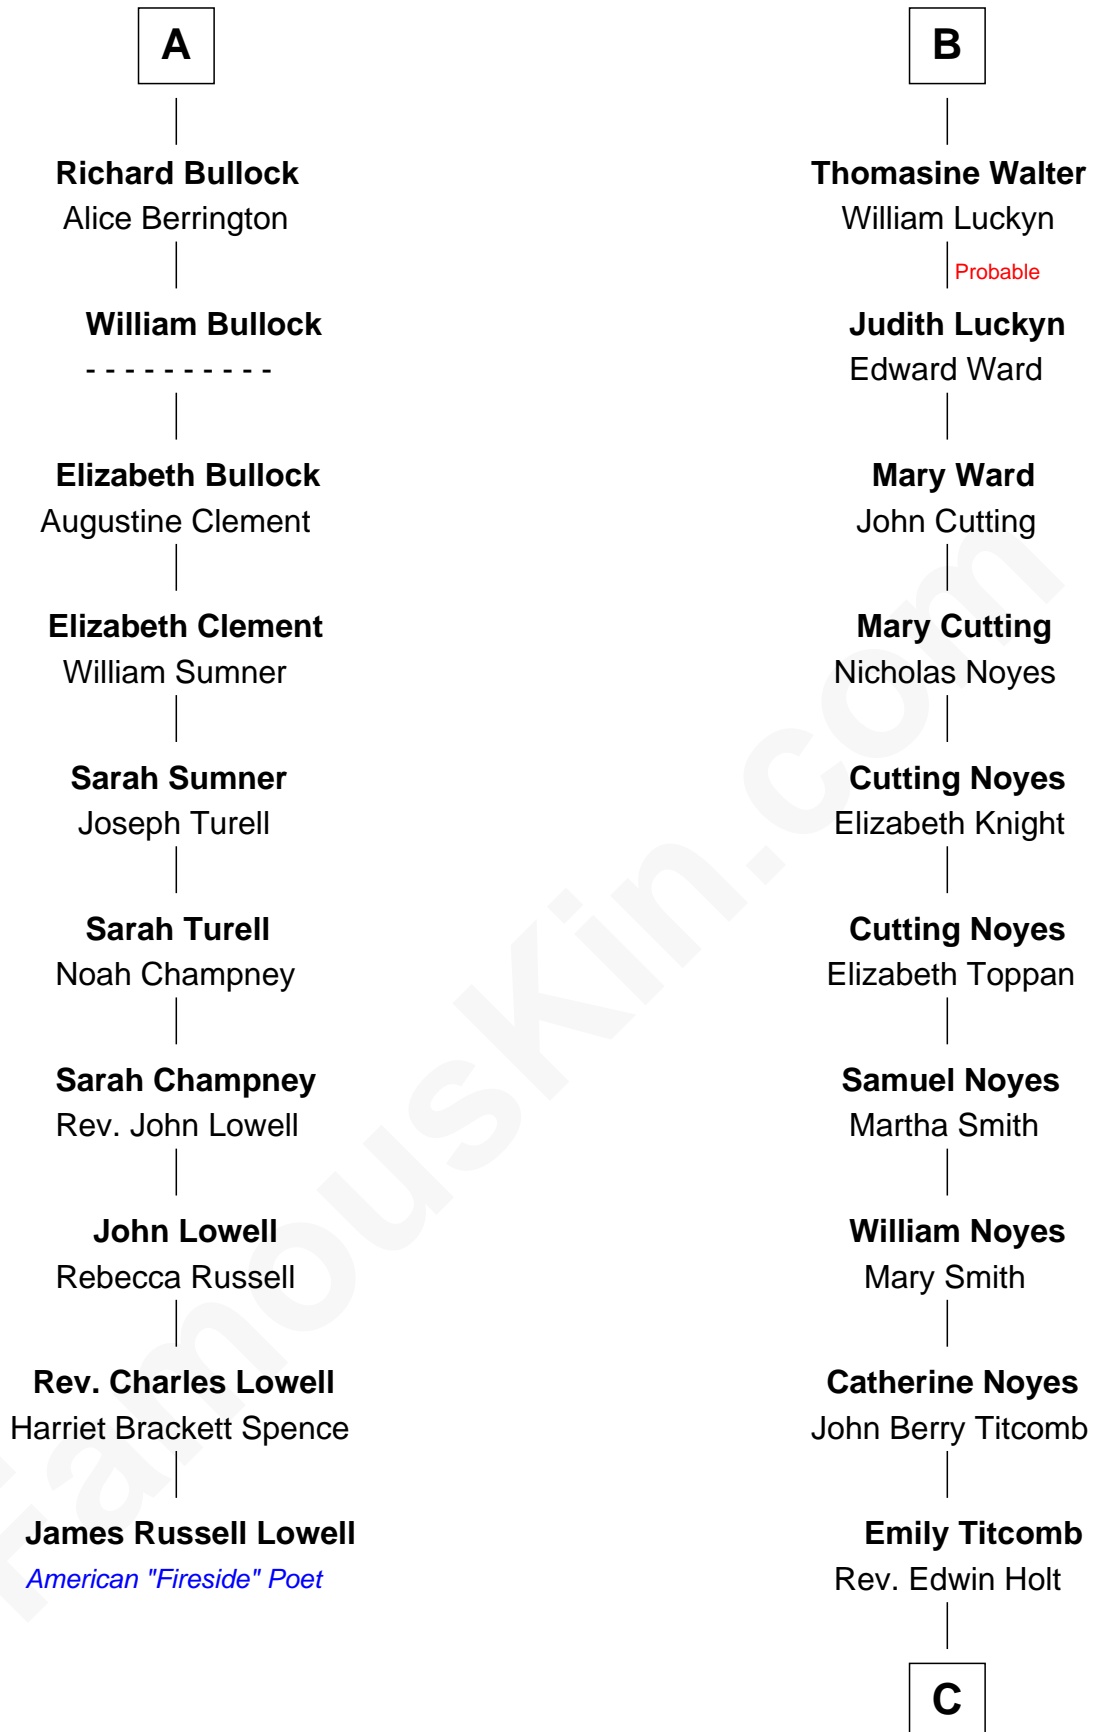 A
Richard Bullock
Alice Berrington
William Bullock
- - - - - - - - - -
Elizabeth Bullock
Augustine Clement
Elizabeth Clement
William Sumner
Sarah Sumner
Joseph Turell
Sarah Turell
Noah Champney
Sarah Champney
Rev. John Lowell
John Lowell
Rebecca Russell
Rev. Charles Lowell
Harriet Brackett Spence
James Russell Lowell
American "Fireside" Poet
B
Thomasine Walter
William Luckyn
Probable
Judith Luckyn
Edward Ward
Mary Ward
John Cutting
Mary Cutting
Nicholas Noyes
Cutting Noyes
Elizabeth Knight
Cutting Noyes
Elizabeth Toppan
Samuel Noyes
Martha Smith
William Noyes
Mary Smith
Catherine Noyes
John Berry Titcomb
Emily Titcomb
Rev. Edwin Holt
C
FamousKin.com